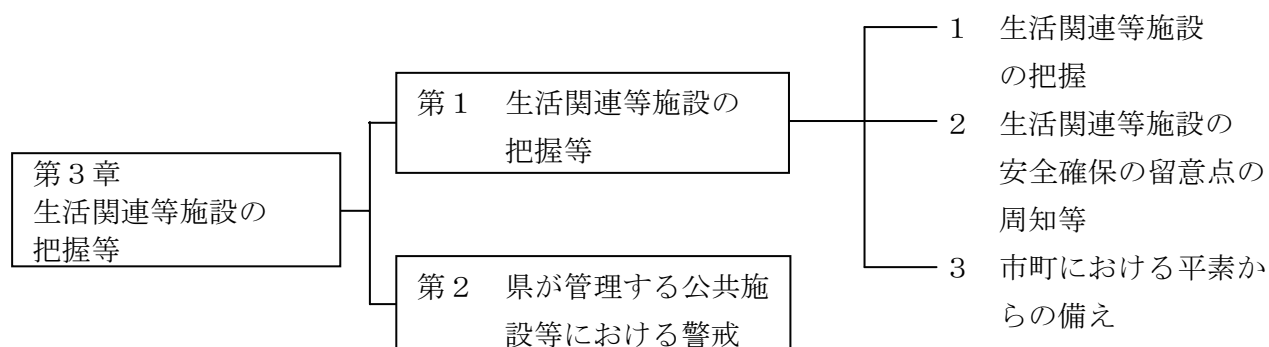 第３章
生活関連等施設の
把握等
第１　生活関連等施設の
把握等
第２　県が管理する公共施
設等における警戒
１　生活関連等施設
の把握
２　生活関連等施設の
安全確保の留意点の
周知等
３　市町における平素か
らの備え